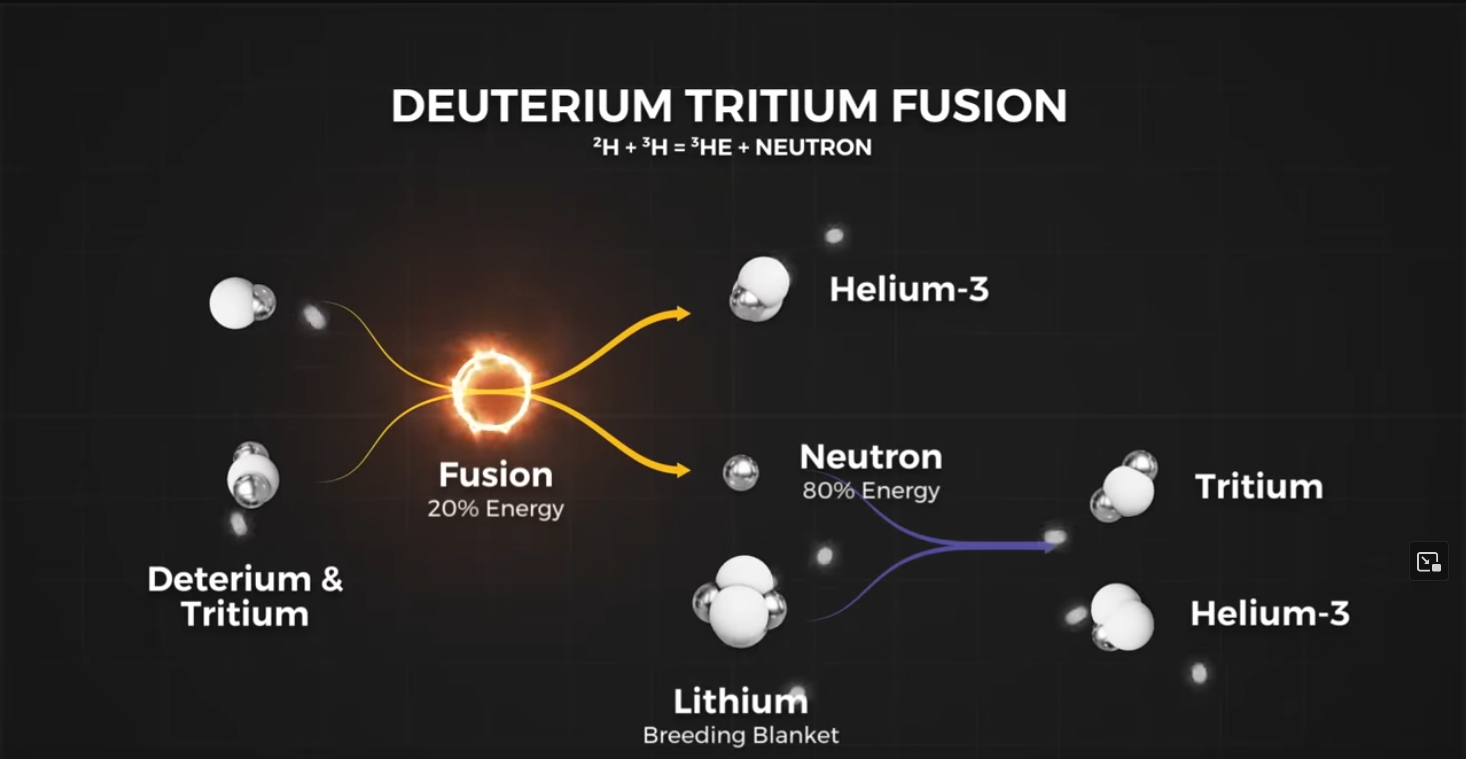 DEUTERIUM TRITIUM FUSION
²H + ³H = ³HE + NEUTRON
Helium-3
Fusion
20% Energy
Neutron
80% Energy
Tritium
Deterium &
Tritium
Helium-3
Lithium
Breeding Blanket